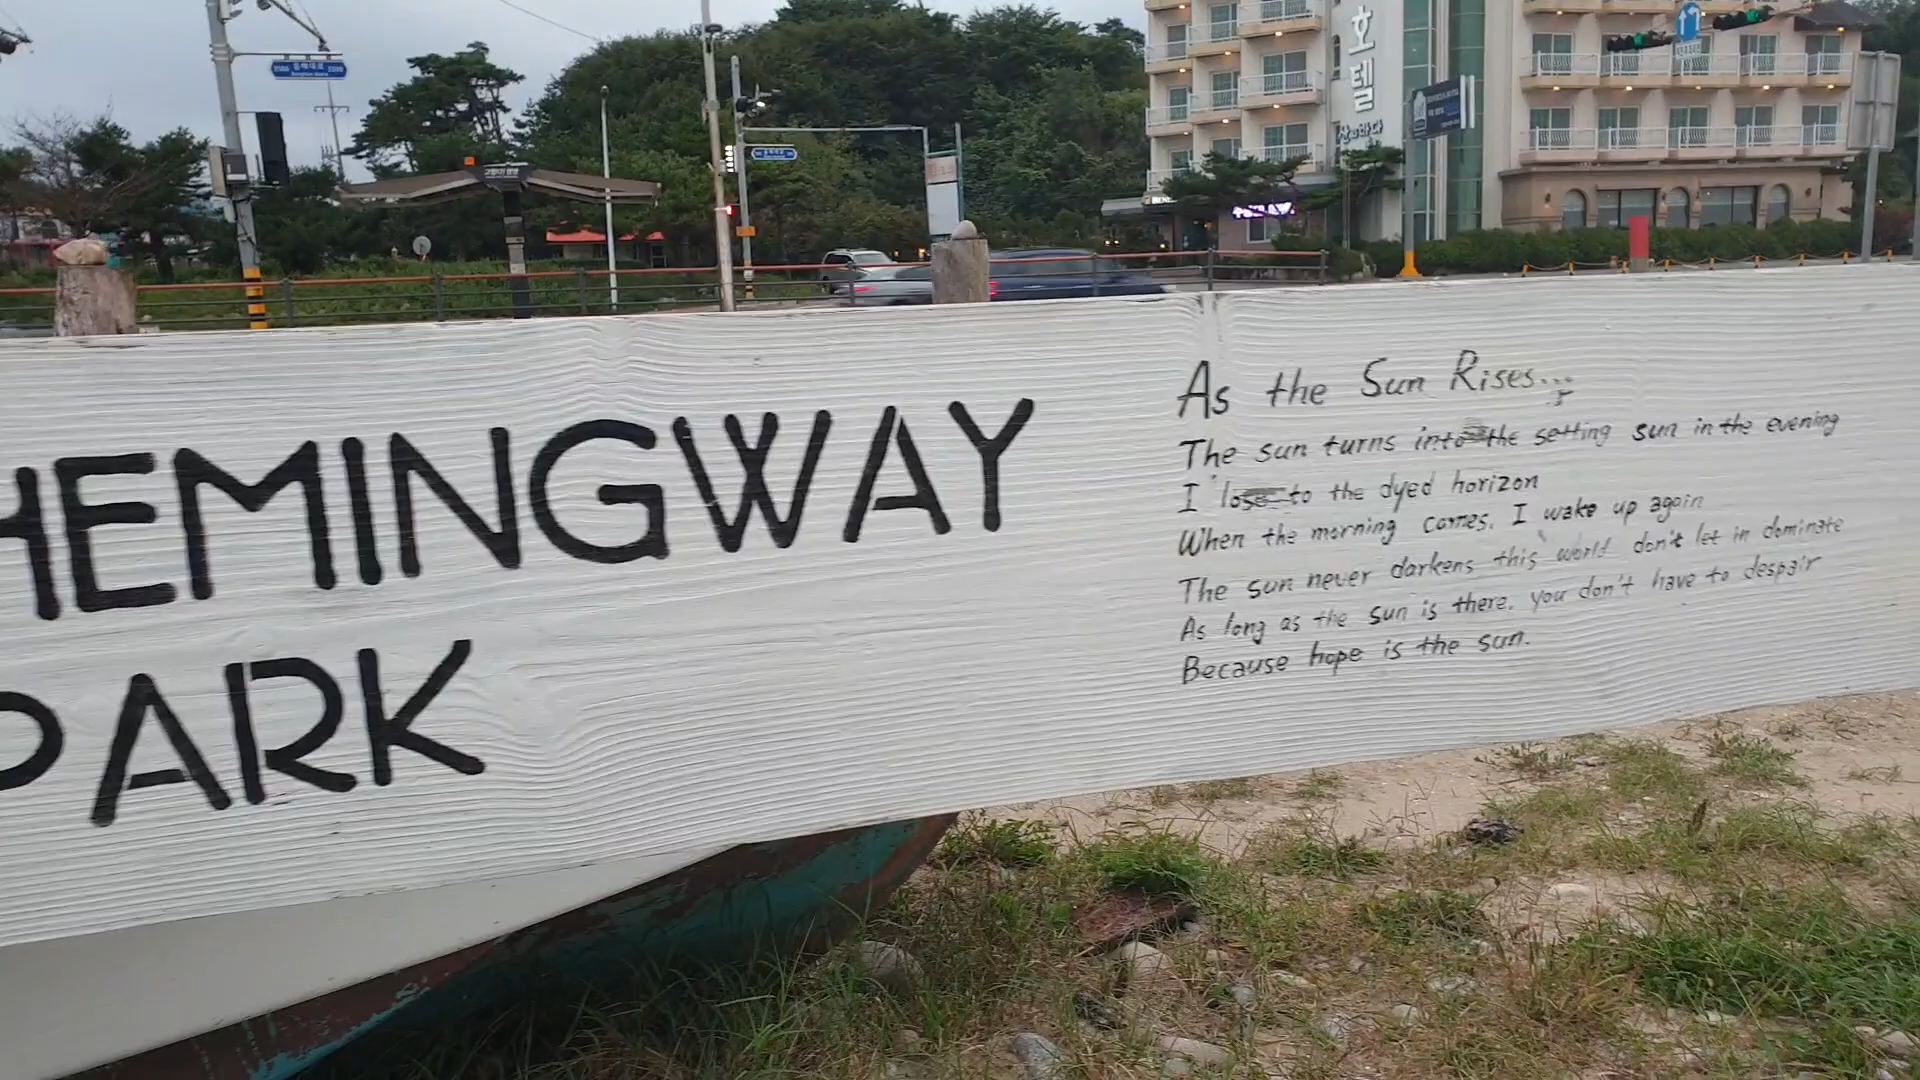 호텔
HEMINGWAY
PARK
As the Sun Rises...
The sun turns into the setting sun in the evening
I lose to the dyed horizon
When the morning comes, I wake up again
The sun never darkens this world don't let in dominate
As long as the sun is there, you don't have to despair
Because hope is the sun.